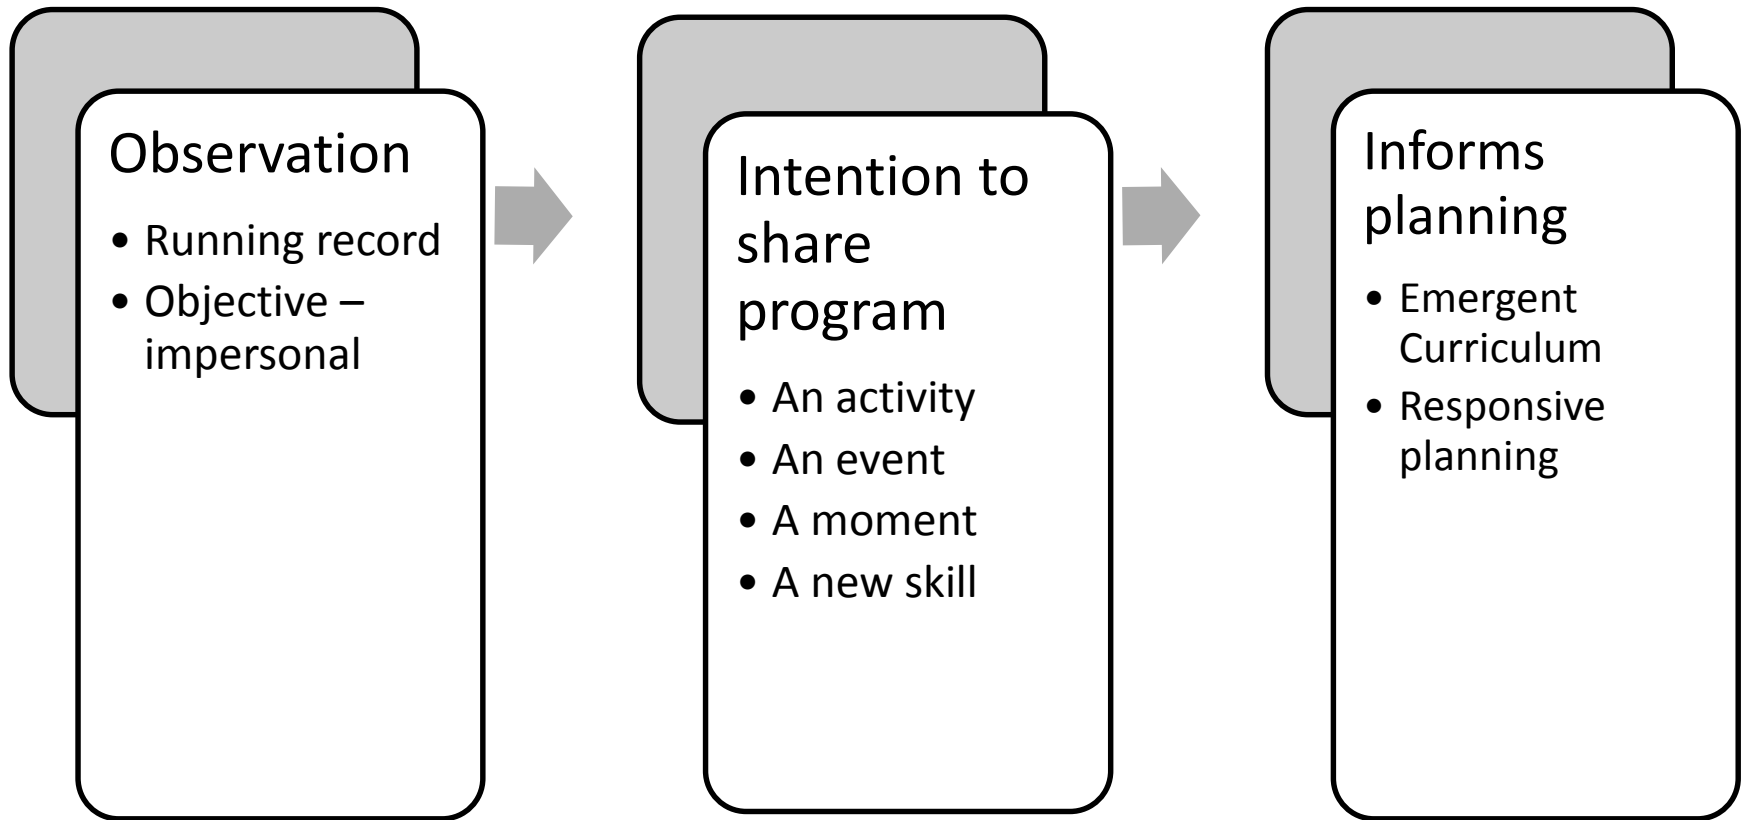 Observation
• Running record
• Objective –
impersonal
Intention to
share
program
• An activity
• An event
• A moment
• A new skill
Informs
planning
• Emergent
Curriculum
• Responsive
planning